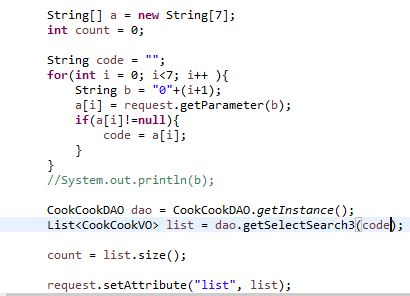 String[] a = new String[7];
int count = 0;
String code = "";
for(int i = 0; i<7; i++ ){
String b = "0"+(i+1);
a[i] = request.getParameter(b);
if(a[i]!=null){
code = a[i];
}
}
//System.out.println(b);
CookCookDAO dao = CookCookDAO.getInstance();
List<CookCookVO> list = dao.getSelectSearch3(code);
count = list.size();
request.setAttribute("list", list);